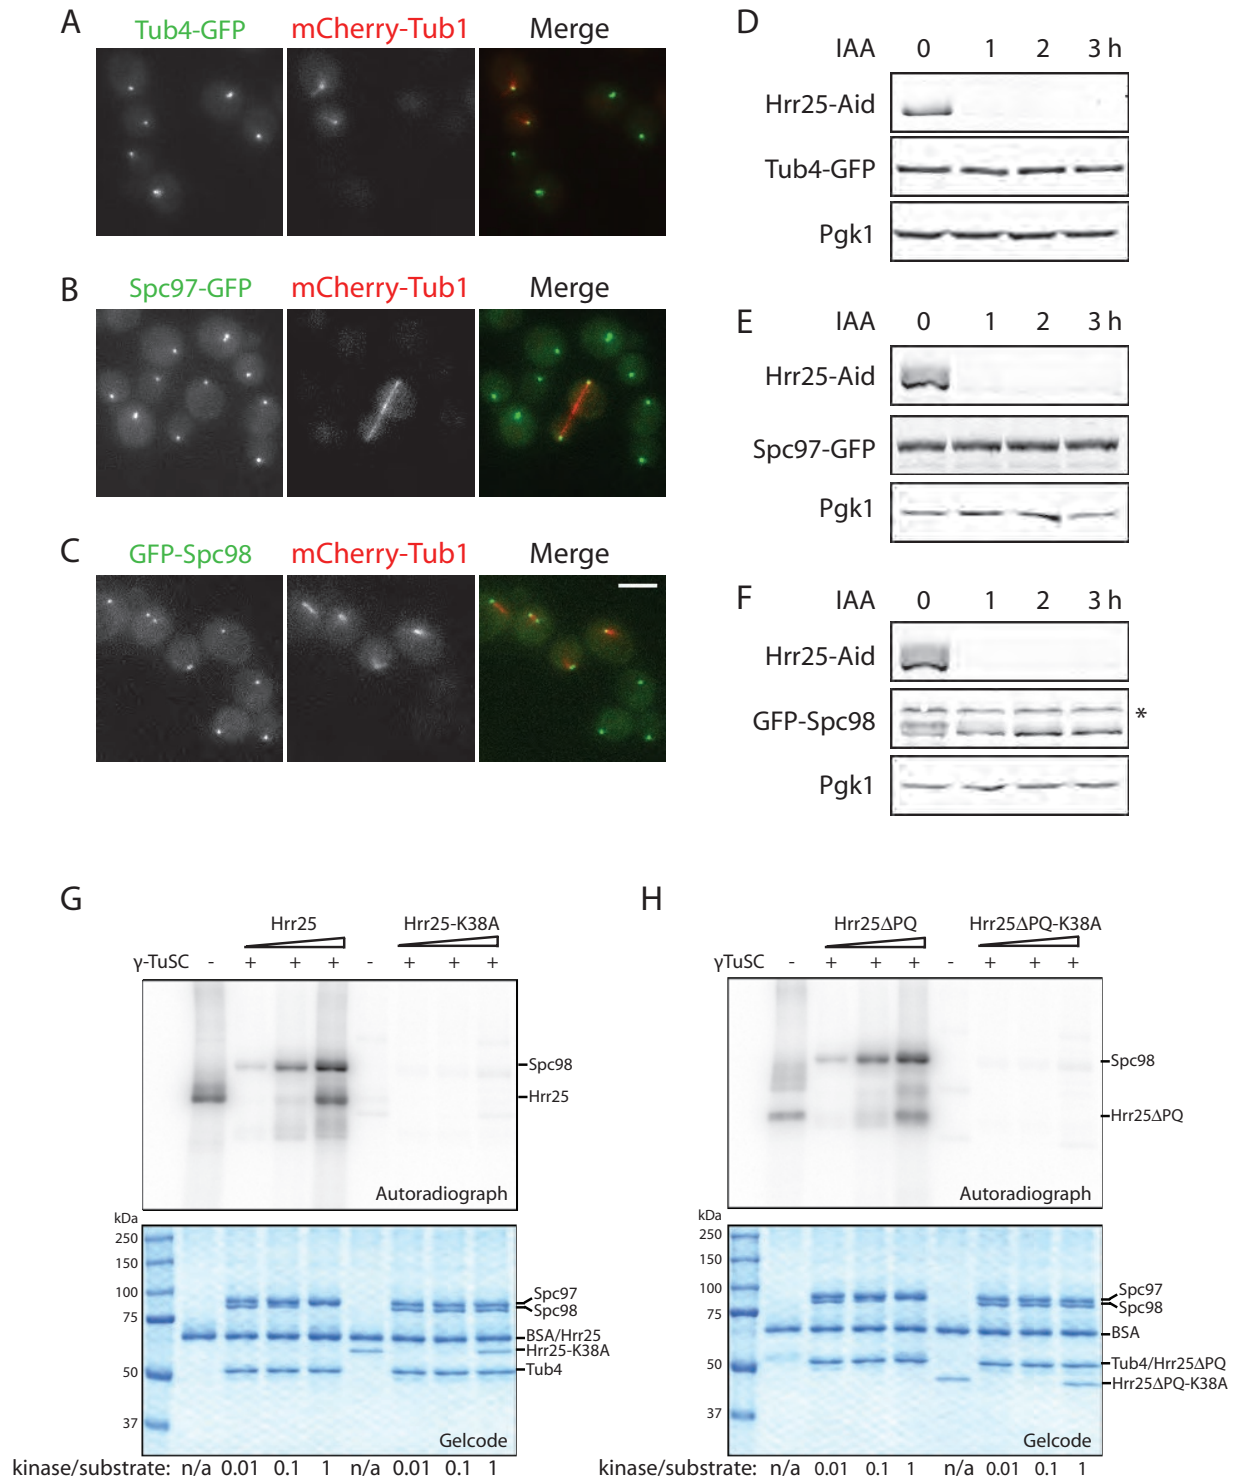 A
Tub4-GFP mCherry-Tub1 Merge
B
Spc97-GFP mCherry-Tub1 Merge
C
GFP-Spc98 mCherry-Tub1 Merge
D
IAA 0 1 2 3 h
Hrr25-Aid
Tub4-GFP
Pgk1
E
IAA 0 1 2 3 h
Hrr25-Aid
Spc97-GFP
Pgk1
F
IAA 0 1 2 3 h
Hrr25-Aid
GFP-Spc98 *
Pgk1
G
Hrr25 Hrr25-K38A
γ-TuSC - + + + - + + +
Spc98
Hrr25
Autoradiograph
kDa
250
150
100
75
50
37
Spc97
Spc98
BSA/Hrr25
Hrr25-K38A
Tub4
Gelcode
kinase/substrate: n/a 0.01 0.1 1 n/a 0.01 0.1 1
H
Hrr25ΔPQ Hrr25ΔPQ-K38A
γTuSC - + + + - + + +
Spc98
Hrr25ΔPQ
Autoradiograph
kDa
250
150
100
75
50
37
Spc97
Spc98
BSA
Tub4/Hrr25ΔPQ
Hrr25ΔPQ-K38A
Gelcode
kinase/substrate: n/a 0.01 0.1 1 n/a 0.01 0.1 1